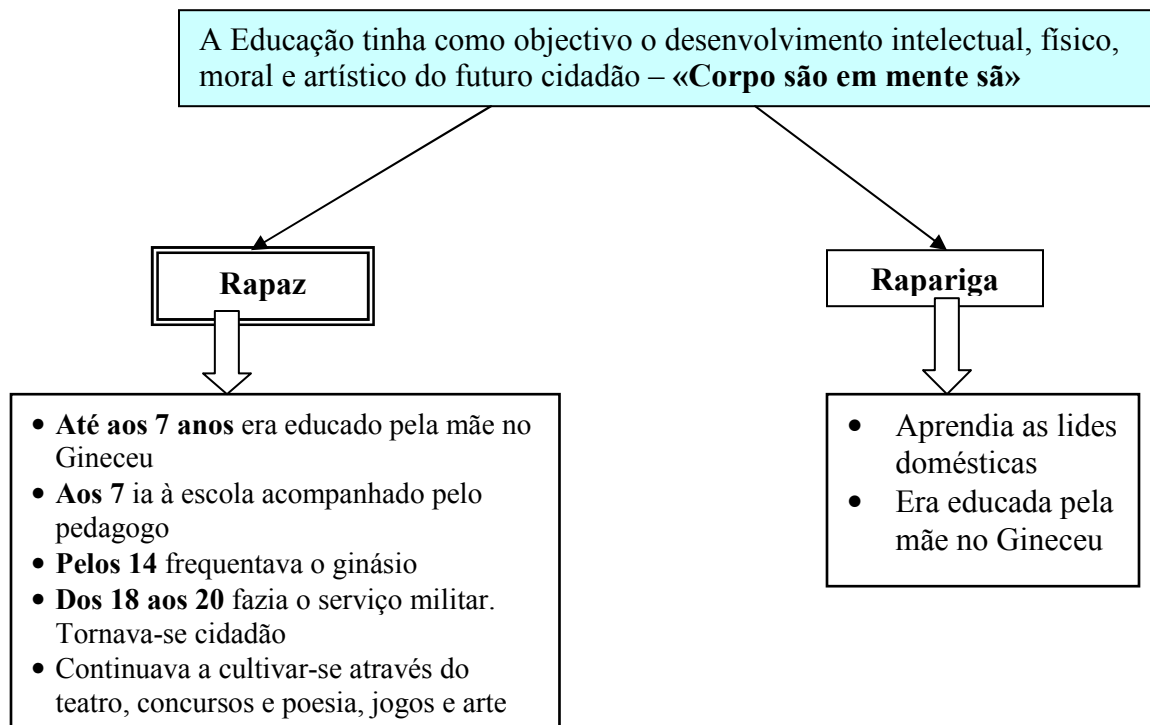 A Educação tinha como objectivo o desenvolvimento intelectual, físico,
moral e artístico do futuro cidadão – «Corpo são em mente sã»
Rapaz
Rapariga
• Até aos 7 anos era educado pela mãe no
Gineceu
• Aos 7 ia à escola acompanhado pelo
pedagogo
• Pelos 14 frequentava o ginásio
• Dos 18 aos 20 fazia o serviço militar.
Tornava-se cidadão
• Continuava a cultivar-se através do
teatro, concursos e poesia, jogos e arte
• Aprendia as lides
domésticas
• Era educada pela
mãe no Gineceu